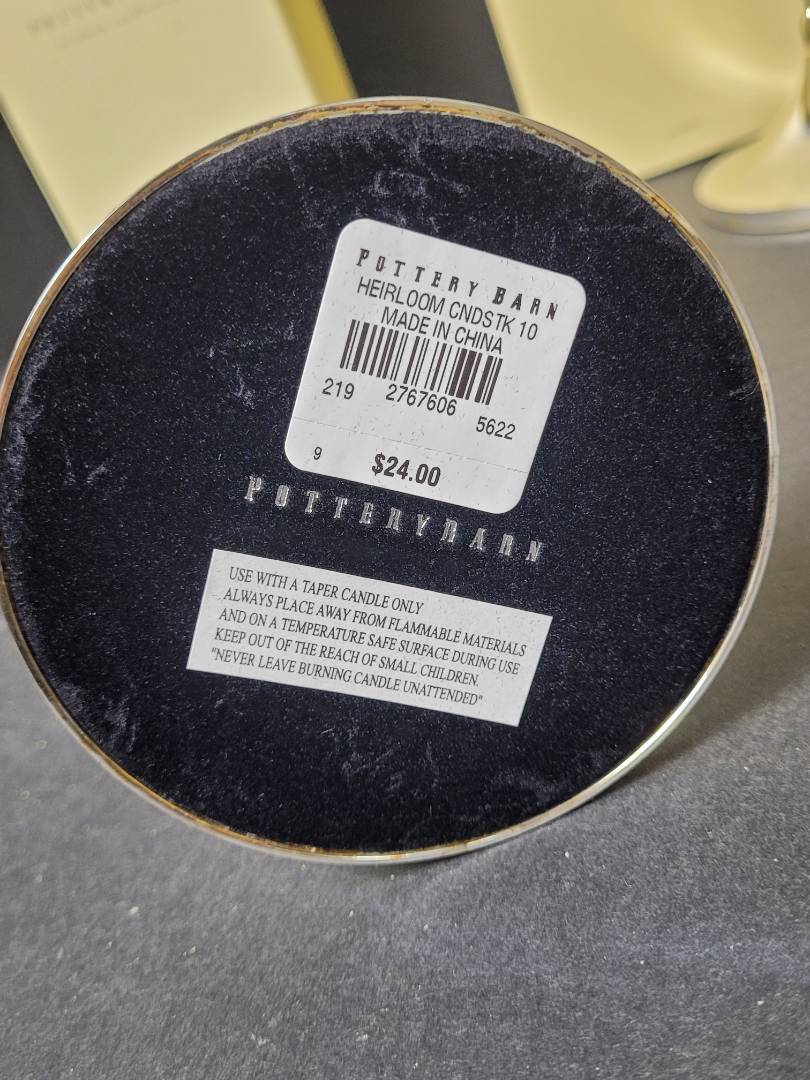 POTTERY BARN
HEIRLOOM CNDSTK 10
MADE IN CHINA
219 2767606 5622
9 $24.00
POTTERYBARN
USE WITH A TAPER CANDLE ONLY
ALWAYS PLACE AWAY FROM FLAMMABLE MATERIALS
AND ON A TEMPERATURE SAFE SURFACE DURING USE
KEEP OUT OF THE REACH OF SMALL CHILDREN.
"NEVER LEAVE BURNING CANDLE UNATTENDED"